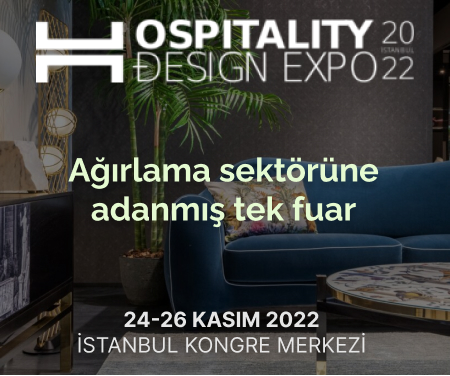 HOSPITALITY 20
İSTANBUL
DESIGN EXPO 22
Ağırlama sektörüne
adanmış tek fuar
24-26 KASIM 2022
İSTANBUL KONGRE MERKEZİ